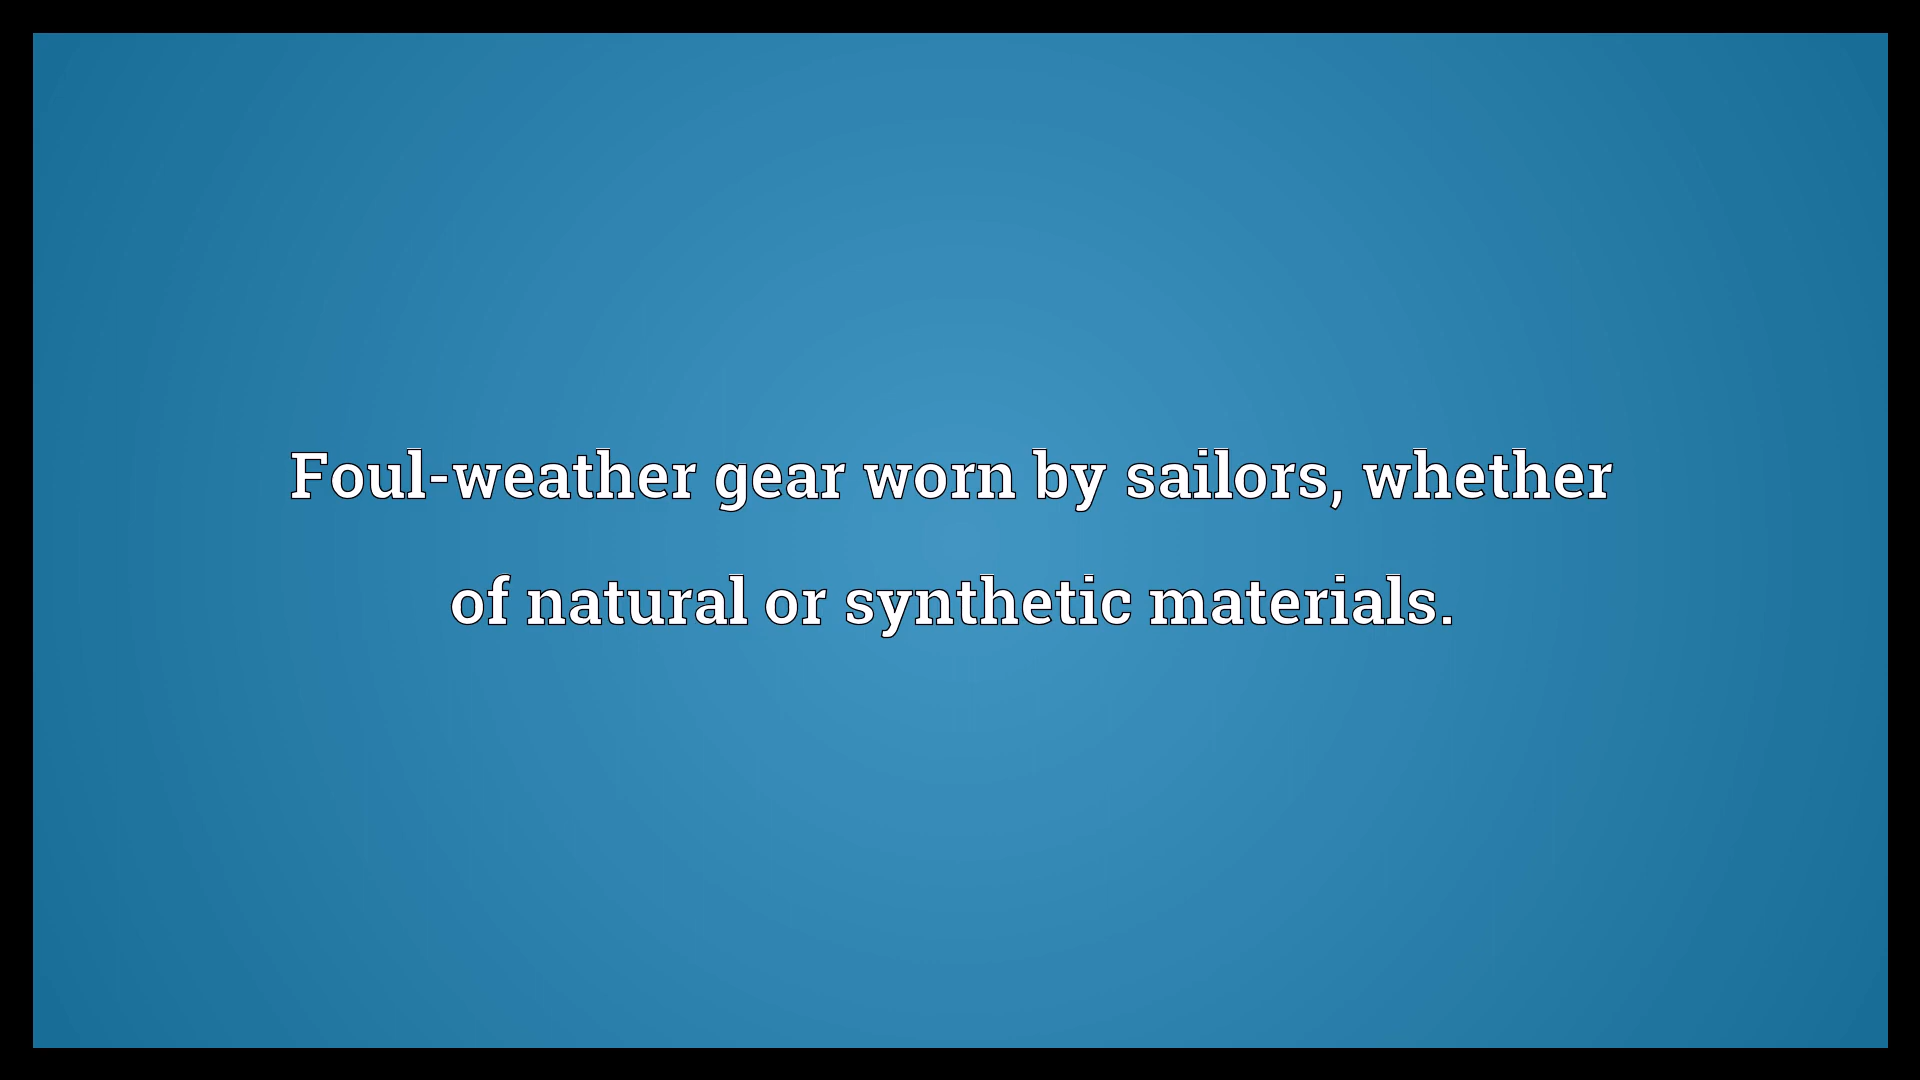 Foul-weather gear worn by sailors, whether
of natural or synthetic materials.